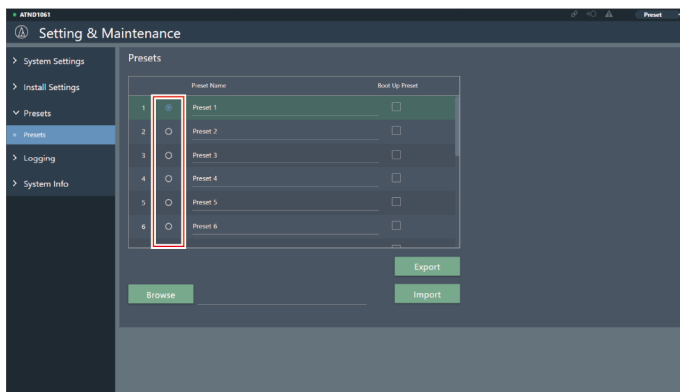 ATND1061
Preset
Setting & Maintenance
System Settings
Install Settings
Presets
Presets
Logging
System Info
Presets
Preset Name Boot Up Preset
1 Preset 1
2 Preset 2
3 Preset 3
4 Preset 4
5 Preset 5
6 Preset 6
Export
Browse Import